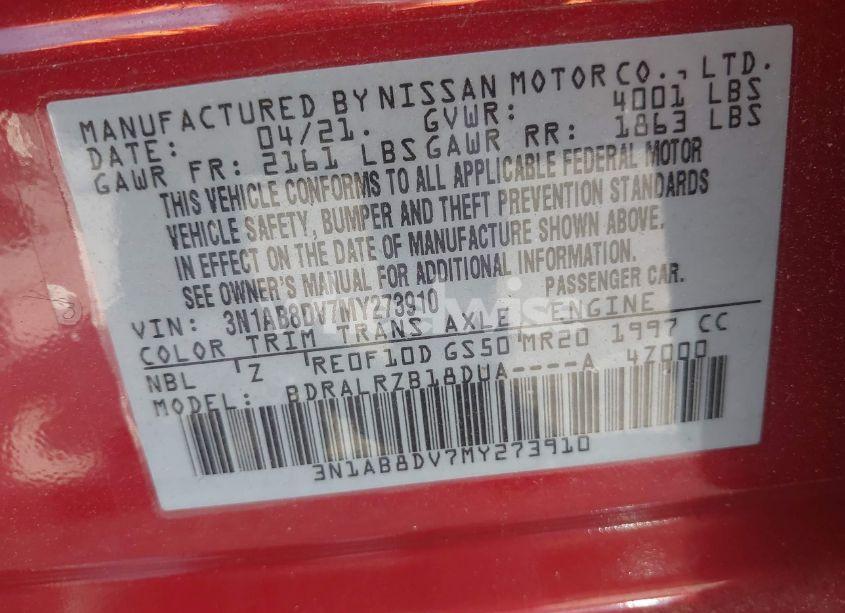 MANUFACTURED BY NISSAN MOTOR CO., LTD.
DATE: 04/21. GVWR: 4001 LBS
GAWR FR: 2161 LBS GAWR RR: 1863 LBS
THIS VEHICLE CONFORMS TO ALL APPLICABLE FEDERAL MOTOR
VEHICLE SAFETY, BUMPER AND THEFT PREVENTION STANDARDS
IN EFFECT ON THE DATE OF MANUFACTURE SHOWN ABOVE.
SEE OWNER'S MANUAL FOR ADDITIONAL INFORMATION.
PASSENGER CAR.
VIN: 3N1AB8DV7MY273910
COLOR TRIM TRANS AXLE ENGINE
NBL Z RE0F10D GS50 MR20 1997 CC
MODEL: BDRALRZB18DUA----A 4Z000
3N1AB8DV7MY273910